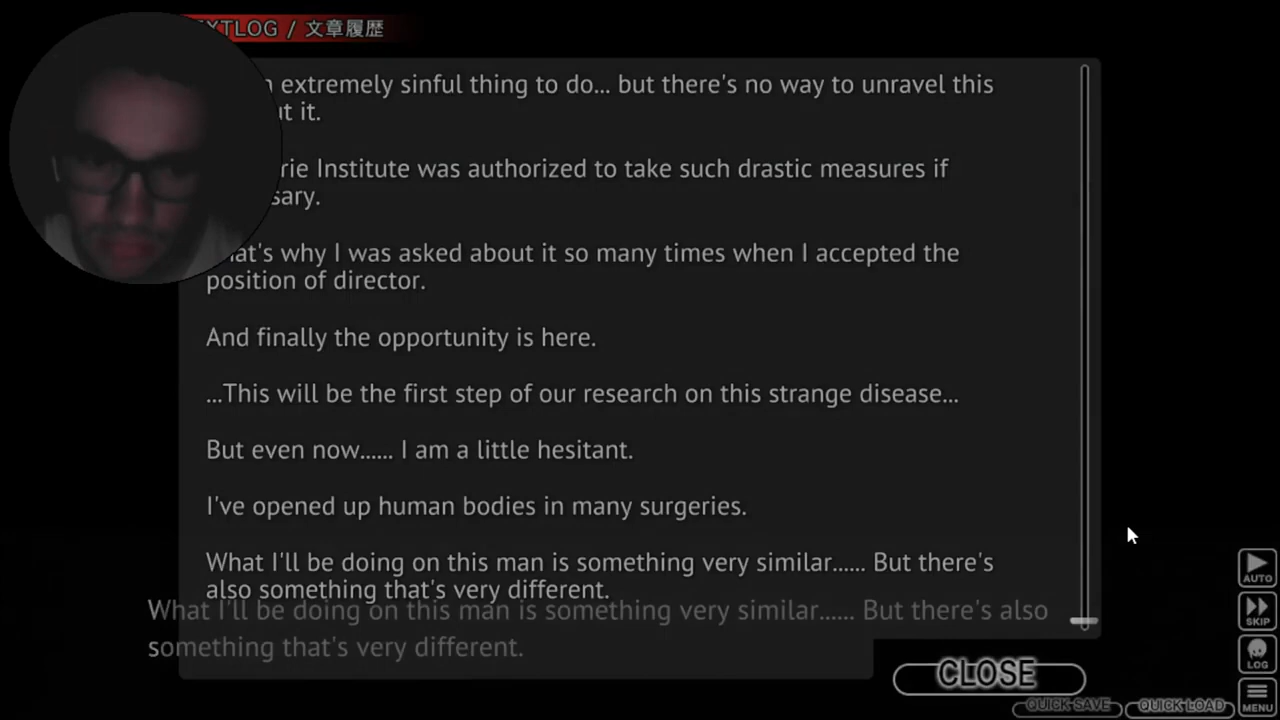 TLOG / 文章履歴
extremely sinful thing to do... but there's no way to unravel this
it.
Institute was authorized to take such drastic measures if
why I was asked about it so many times when I accepted the
position of director.
And finally the opportunity is here.
...This will be the first step of our research on this strange disease...
But even now...... I am a little hesitant.
I've opened up human bodies in many surgeries.
What I'll be doing on this man is something very similar...... But there's
also something that's very different.
What I'll be doing on this man is something very similar...... But there's also
something that's very different.
AUTO
SKIP
LOG
CLOSE
QUICK SAVE QUICK LOAD MENU